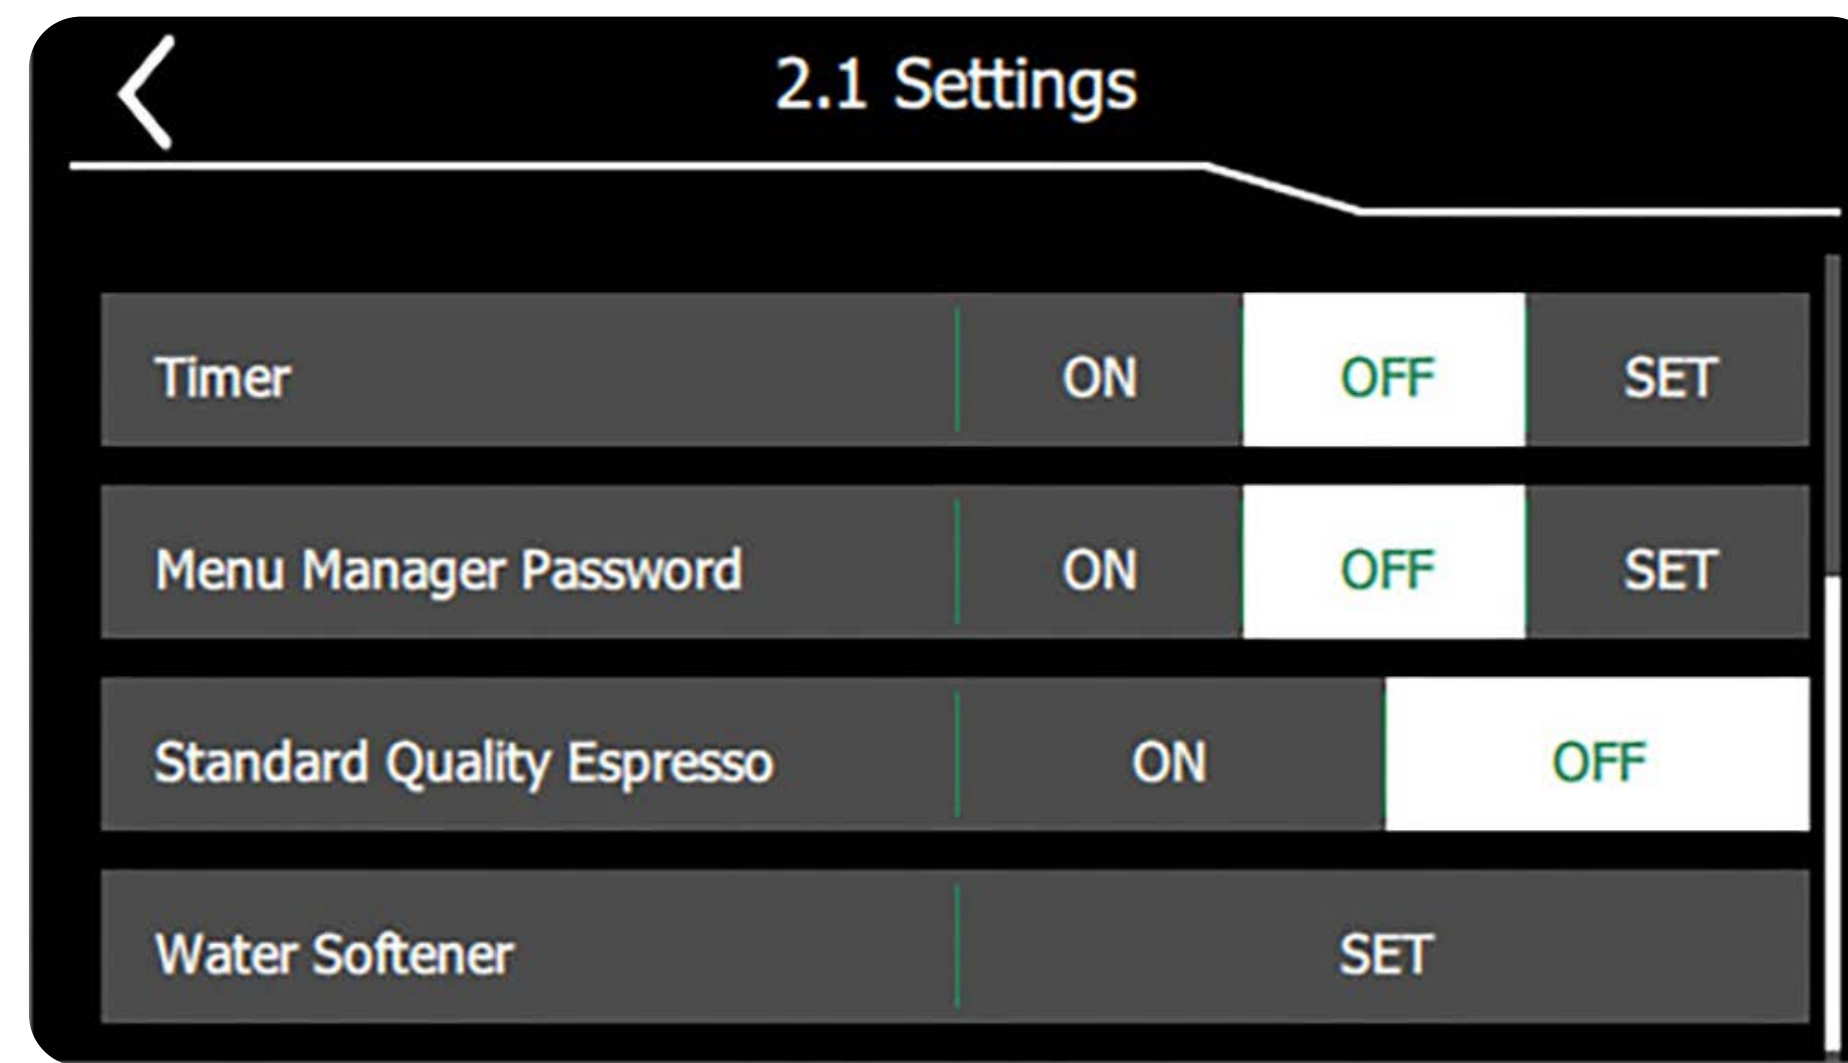 2.1 Settings
Timer ON OFF SET
Menu Manager Password ON OFF SET
Standard Quality Espresso ON OFF
Water Softener SET